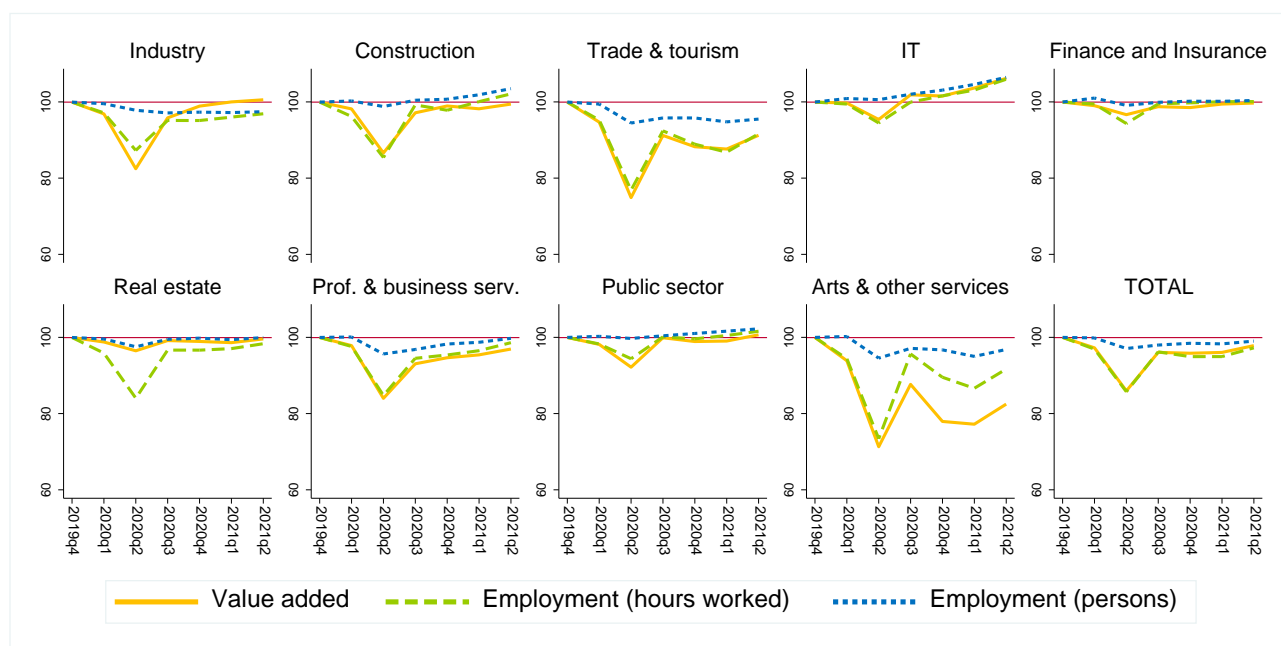 Industry
Construction
Trade & tourism
IT
Finance and Insurance
100
80
60
100
80
60
100
80
60
100
80
60
100
80
60
Real estate
Prof. & business serv.
Public sector
Arts & other services
TOTAL
100
80
60
100
80
60
100
80
60
100
80
60
100
80
60
2019q4
2020q1
2020q2
2020q3
2020q4
2021q1
2021q2
2019q4
2020q1
2020q2
2020q3
2020q4
2021q1
2021q2
2019q4
2020q1
2020q2
2020q3
2020q4
2021q1
2021q2
2019q4
2020q1
2020q2
2020q3
2020q4
2021q1
2021q2
2019q4
2020q1
2020q2
2020q3
2020q4
2021q1
2021q2
Value added
Employment (hours worked)
Employment (persons)